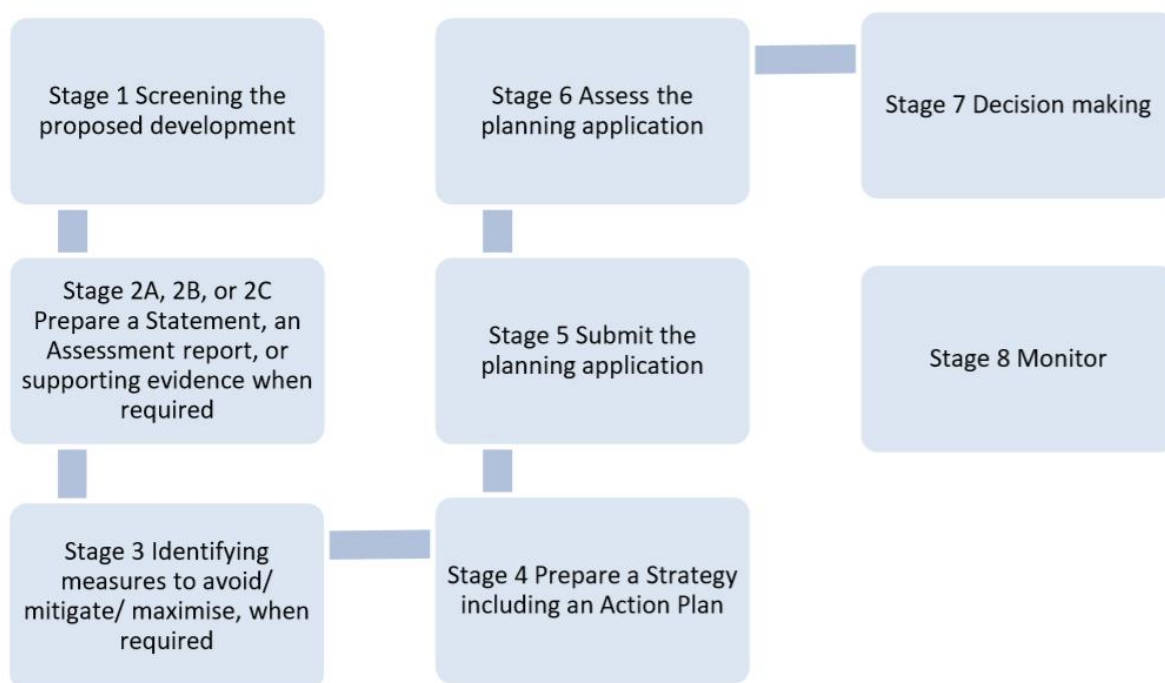 Stage 1 Screening the
proposed development
Stage 2A, 2B, or 2C
Prepare a Statement, an
Assessment report, or
supporting evidence when
required
Stage 3 Identifying
measures to avoid/
mitigate/ maximise, when
required
Stage 4 Prepare a Strategy
including an Action Plan
Stage 5 Submit the
planning application
Stage 6 Assess the
planning application
Stage 7 Decision making
Stage 8 Monitor